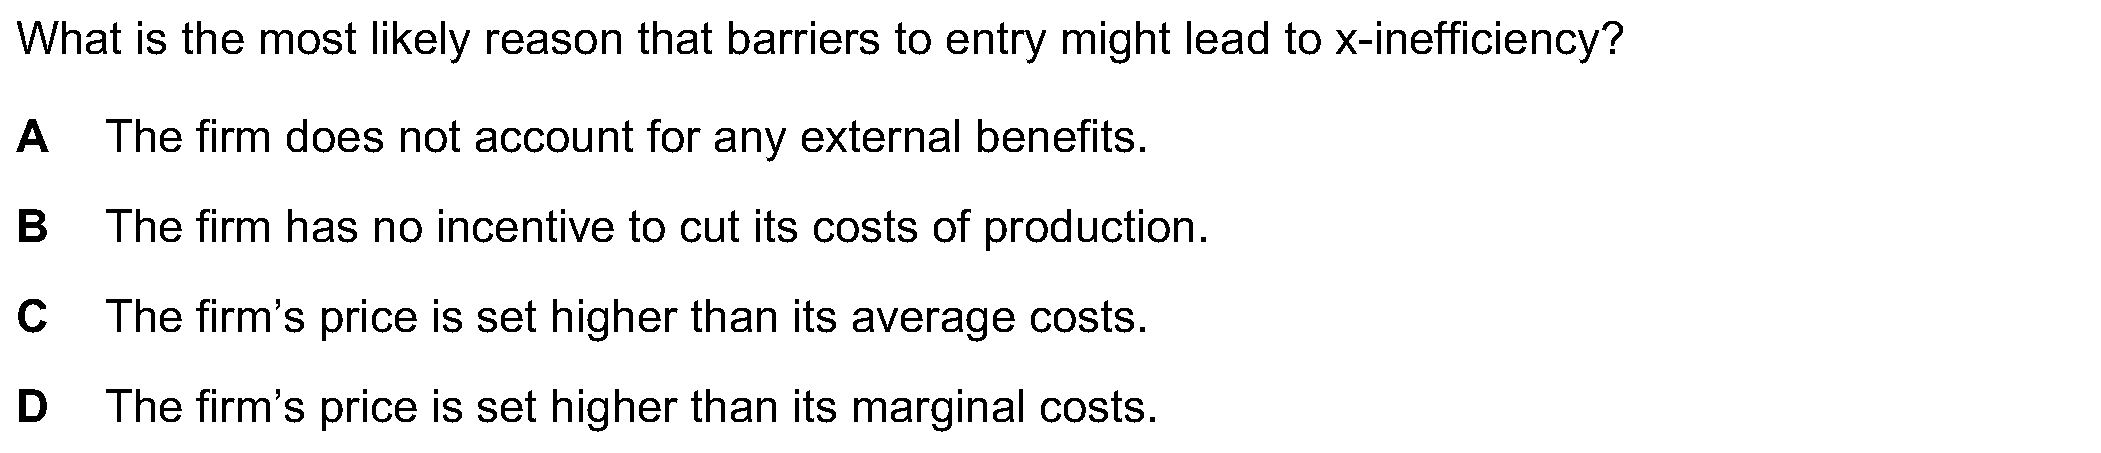 What is the most likely reason that barriers to entry might lead to x-inefficiency?
A The firm does not account for any external benefits.
B The firm has no incentive to cut its costs of production.
C The firm’s price is set higher than its average costs.
D The firm’s price is set higher than its marginal costs.